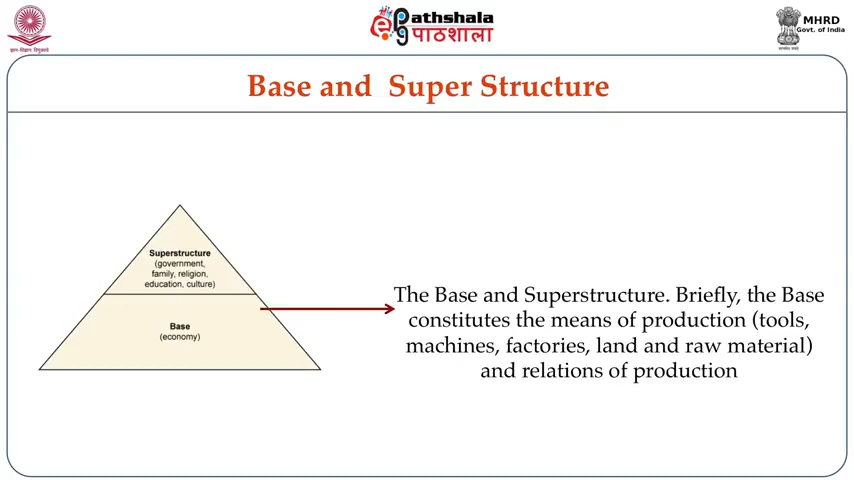 ज्ञान-विज्ञान विमुक्तये
ePathshala
पाठशाला
MHRD
Govt. of India
Base and Super Structure
Superstructure
(government,
family, religion,
education, culture)
Base
(economy)
The Base and Superstructure. Briefly, the Base
constitutes the means of production (tools,
machines, factories, land and raw material)
and relations of production